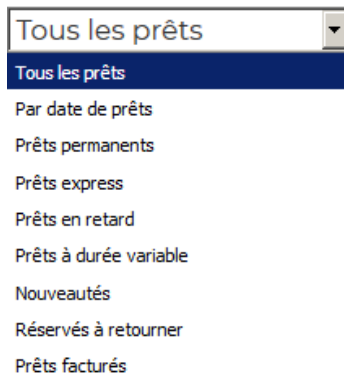 Tous les prêts
Tous les prêts
Par date de prêts
Prêts permanents
Prêts express
Prêts en retard
Prêts à durée variable
Nouveautés
Réservés à retourner
Prêts facturés